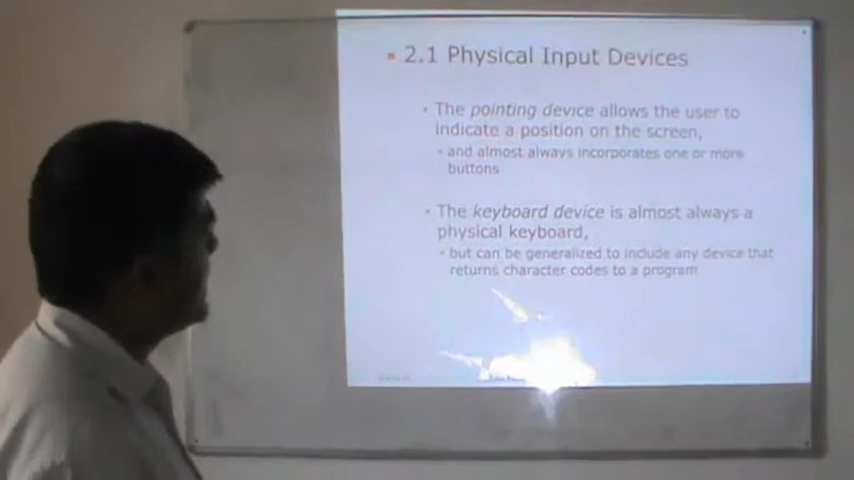 2.1 Physical Input Devices
The pointing device allows the user to
indicate a position on the screen,
and almost always incorporates one or more
buttons
The keyboard device is almost always a
physical keyboard,
but can be generalized to include any device that
returns character codes to a program